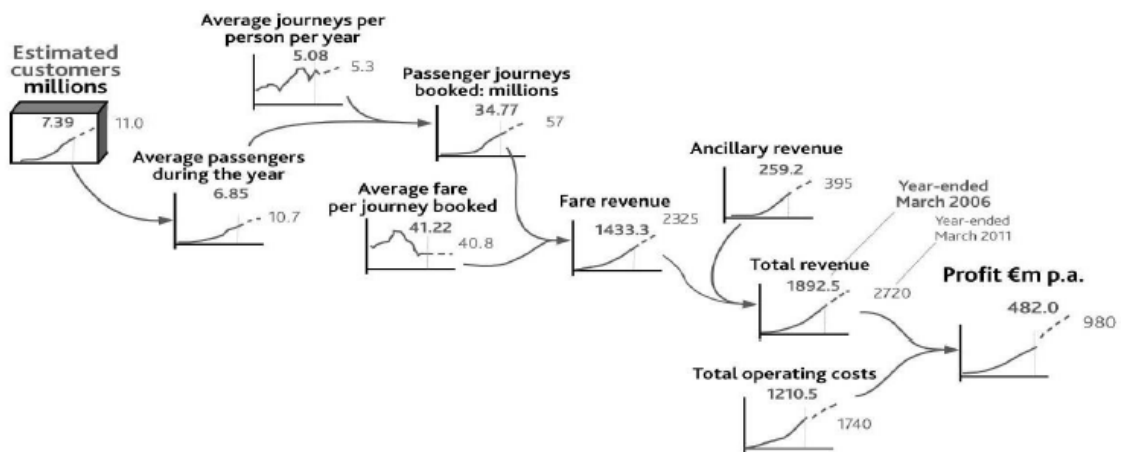 Average journeys per
person per year
5.08
5.3
Estimated
customers
millions
7.39
11.0
Passenger journeys
booked: millions
34.77
57
Average passengers
during the year
6.85
10.7
Average fare
per journey booked
41.22
40.8
Fare revenue
1433.3
2325
Ancillary revenue
259.2
395
Year-ended
March 2006
Year-ended
March 2011
Total revenue
1892.5
2720
Profit €m p.a.
482.0
980
Total operating costs
1210.5
1740